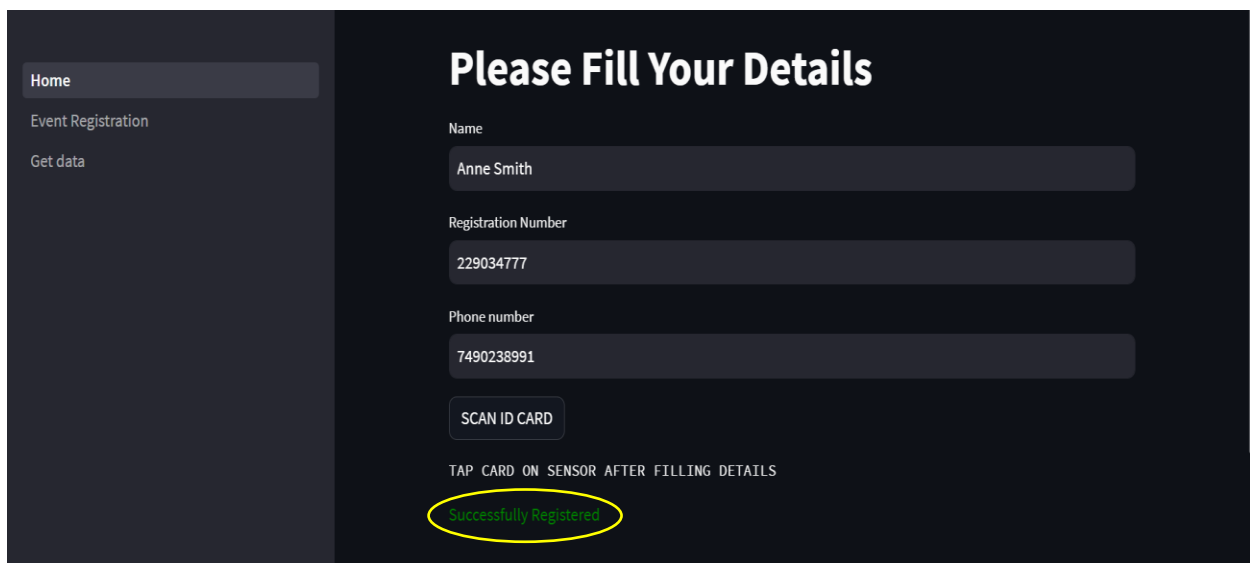 Home
Event Registration
Get data
Please Fill Your Details
Name
Anne Smith
Registration Number
229034777
Phone number
7490238991
SCAN ID CARD
TAP CARD ON SENSOR AFTER FILLING DETAILS
Successfully Registered